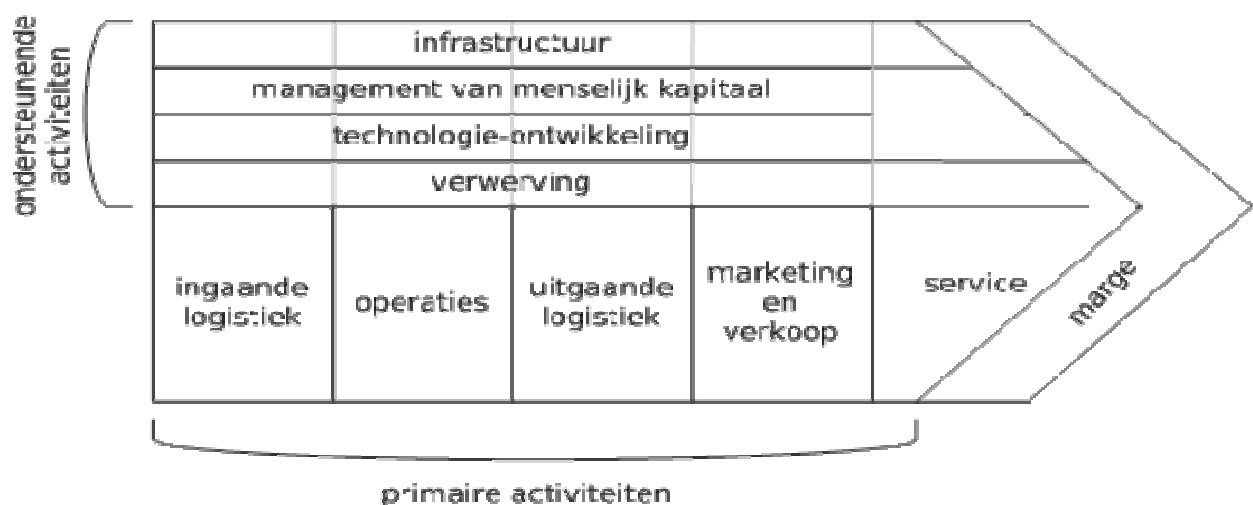 ondersteunende
activiteiten
infrastructuur
management van menselijk kapitaal
technologie-ontwikkeling
verwerving
ingaande
logistiek
operaties
uitgaande
logistiek
marketing
en
verkoop
service
marge
primaire activiteiten